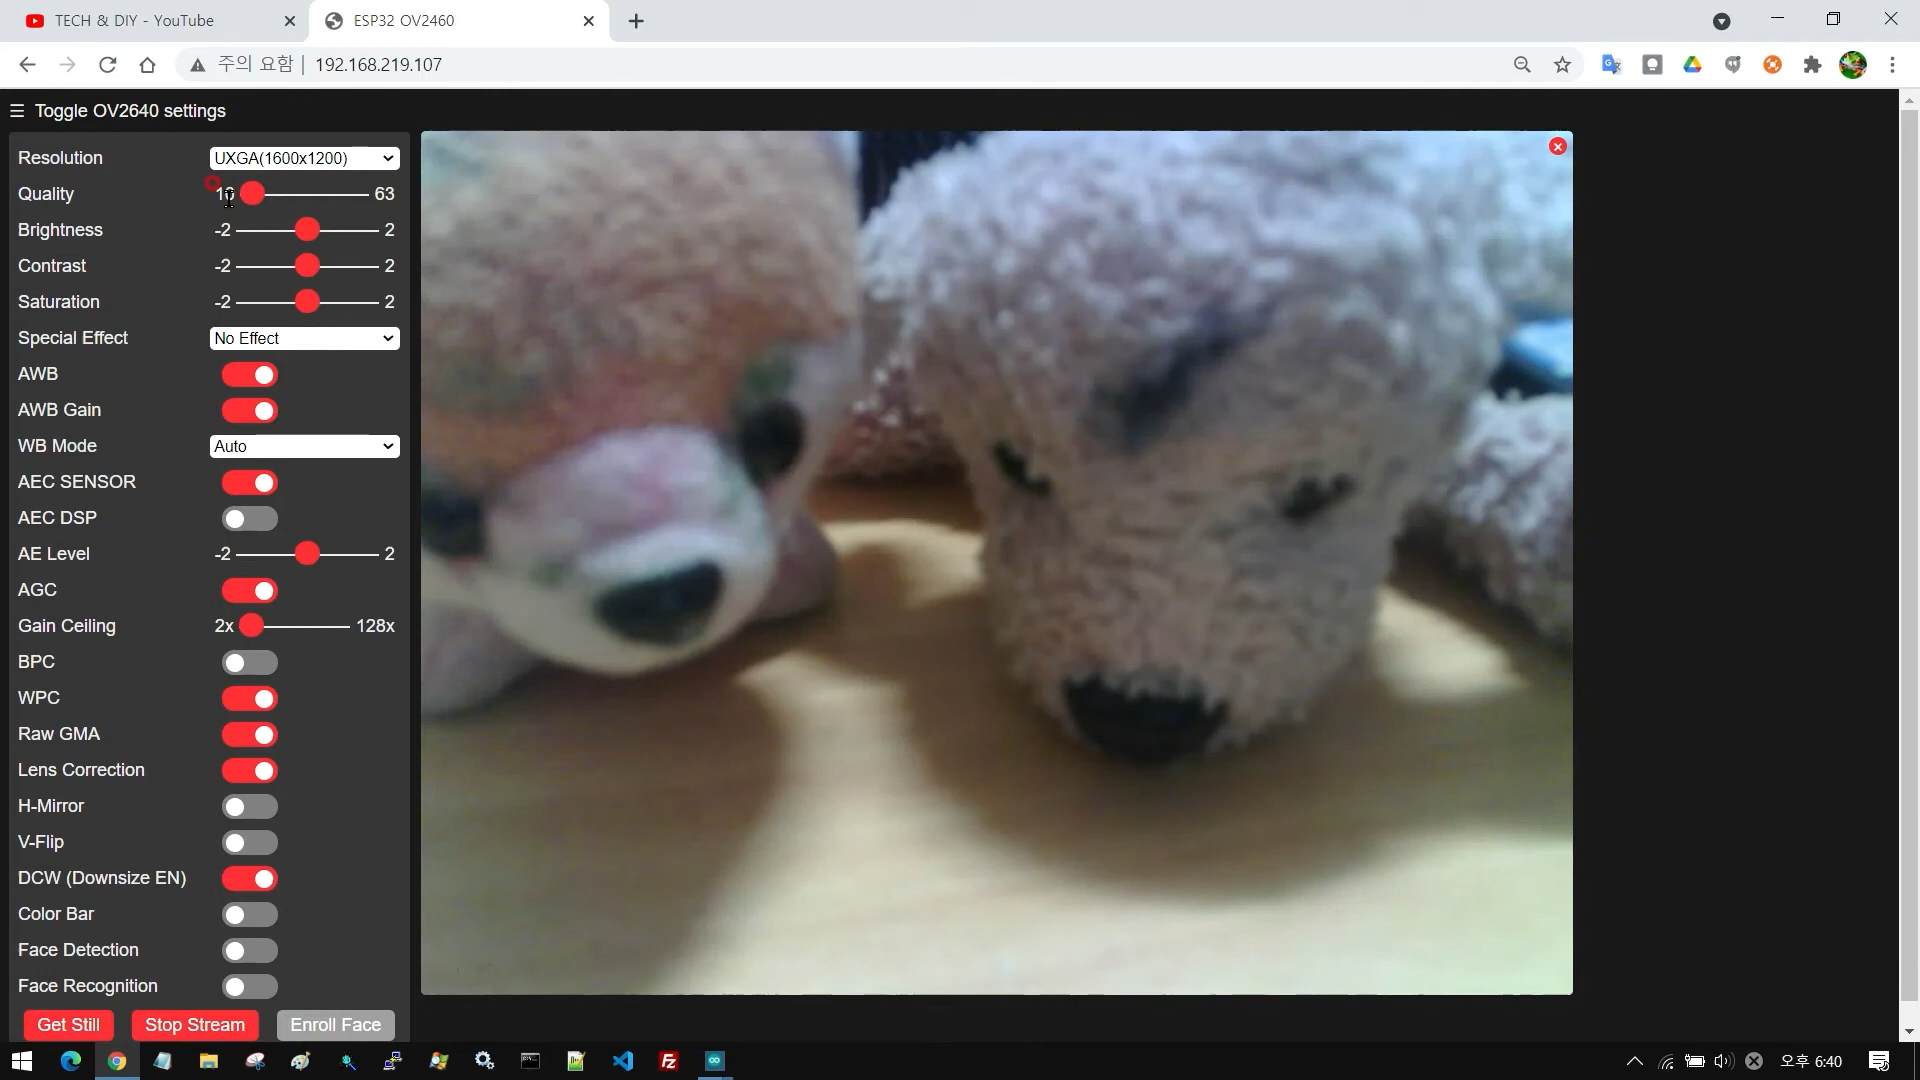 TECH & DIY - YouTube
ESP32 OV2460
주의 요함 | 192.168.219.107
Toggle OV2640 settings
Resolution UXGA(1600x1200)
Quality 10 63
Brightness -2 2
Contrast -2 2
Saturation -2 2
Special Effect No Effect
AWB
AWB Gain
WB Mode Auto
AEC SENSOR
AEC DSP
AE Level -2 2
AGC
Gain Ceiling 2x 128x
BPC
WPC
Raw GMA
Lens Correction
H-Mirror
V-Flip
DCW (Downsize EN)
Color Bar
Face Detection
Face Recognition
Get Still Stop Stream Enroll Face
오후 6:40